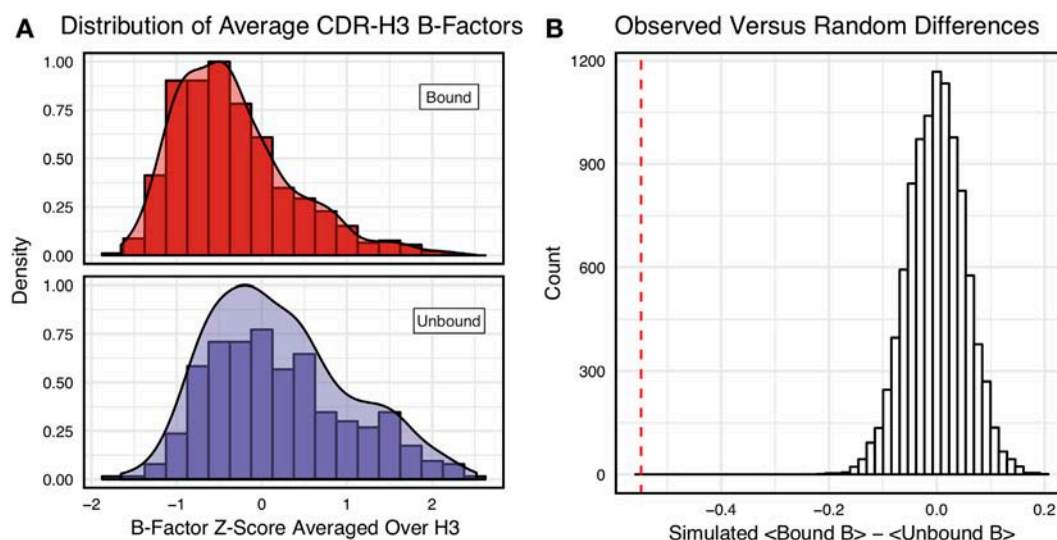 A Distribution of Average CDR-H3 B-Factors
Density
1.00
0.75
0.50
0.25
0.00
Bound
1.00
0.75
0.50
0.25
0.00
Unbound
−2 −1 0 1 2
B-Factor Z-Score Averaged Over H3
B Observed Versus Random Differences
Count
1200
900
600
300
0
−0.4 −0.2 0.0 0.2
Simulated <Bound B> − <Unbound B>